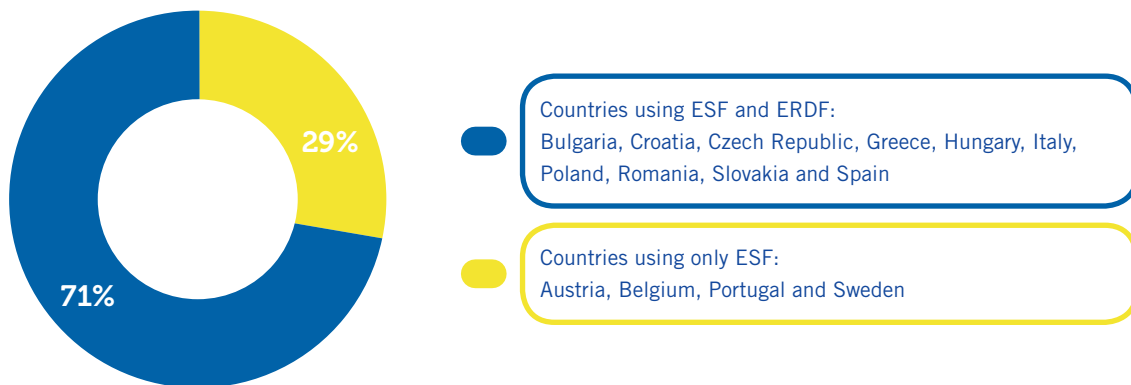 29%
71%
Countries using ESF and ERDF:
Bulgaria, Croatia, Czech Republic, Greece, Hungary, Italy,
Poland, Romania, Slovakia and Spain
Countries using only ESF:
Austria, Belgium, Portugal and Sweden